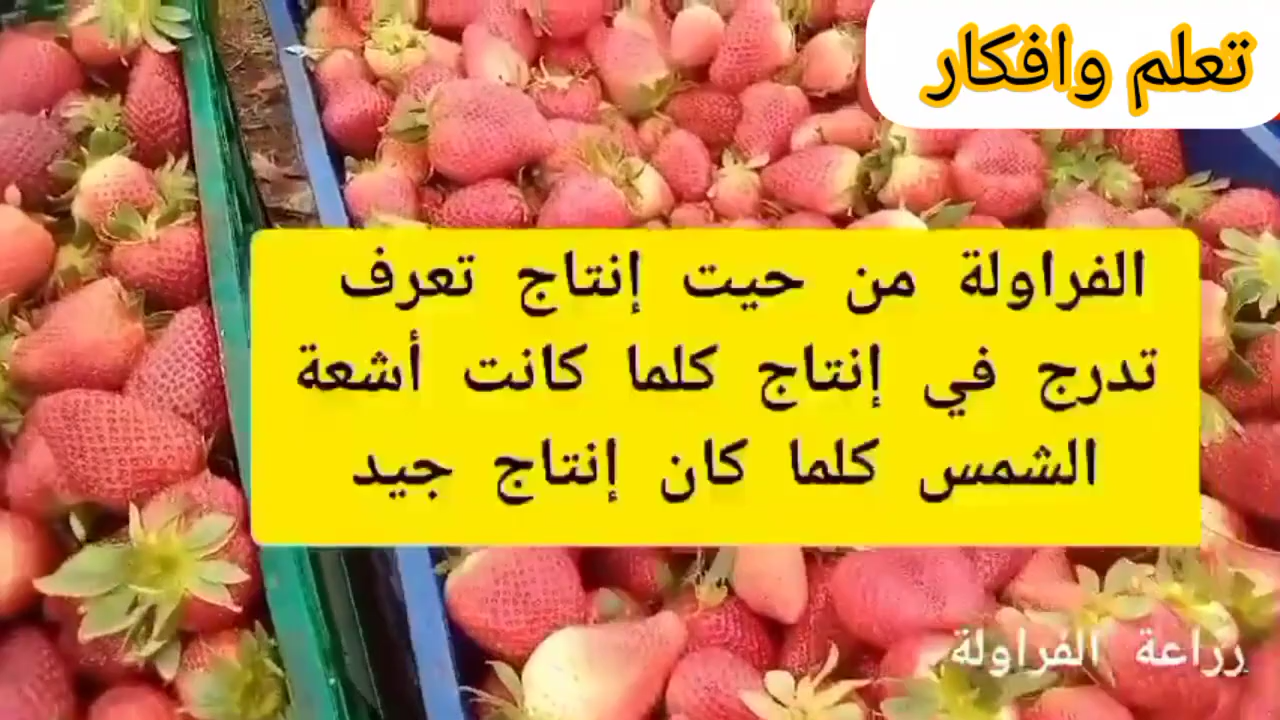 تعلم وافكار
الفراولة من حيت إنتاج تعرف
تدرج في إنتاج كلما كانت أشعة
الشمس كلما كان إنتاج جيد
زراعة الفراولة